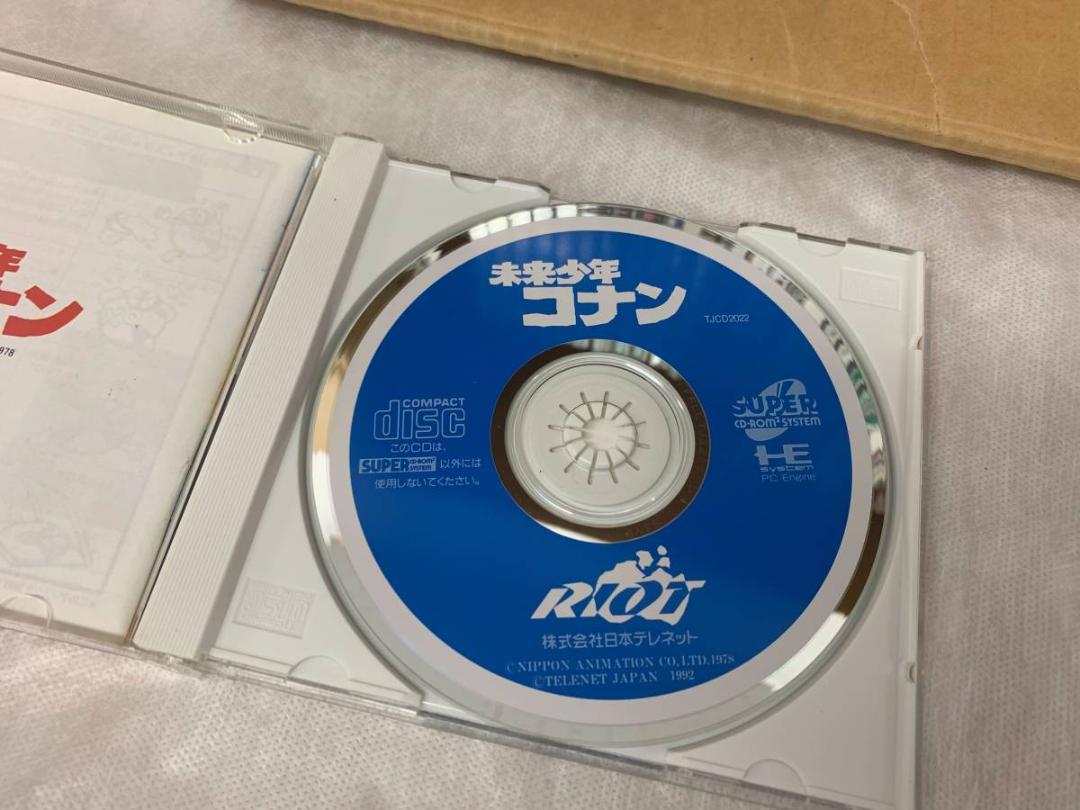 年
ーン
1978
未来少年
コナン
TJCD2022
COMPACT
disc
このCDは、
SUPER CD-ROM² SYSTEM 以外には
使用しないでください。
SUPER
CD-ROM² SYSTEM
HE
system
PC Engine
RIOT
株式会社日本テレネット
©NIPPON ANIMATION CO,LTD.1978
©TELENET JAPAN 1992